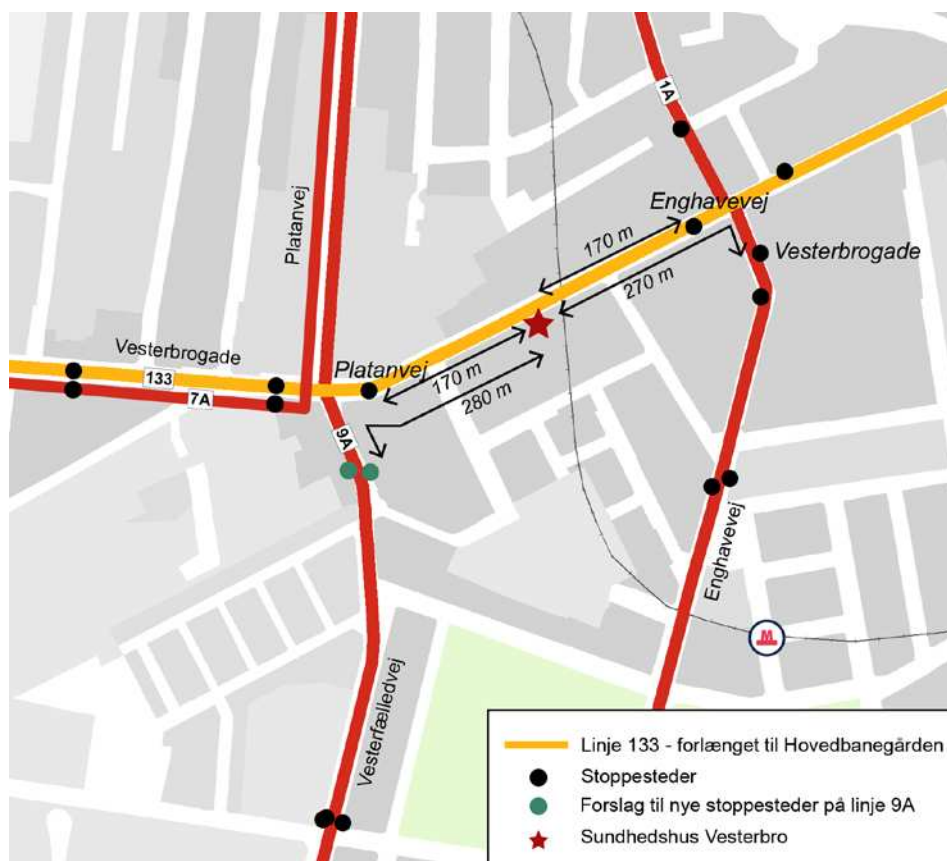 1A
Enghavevej
170 m
Platanvej
Vesterbrogade
270 m
Vesterbrogade
Platanvej
133
7A
170 m
280 m
9A
Enghavevej
M
Vesterfælledvej
Linje 133 - forlænget til Hovedbanegården
Stoppesteder
Forslag til nye stoppesteder på linje 9A
Sundhedshus Vesterbro